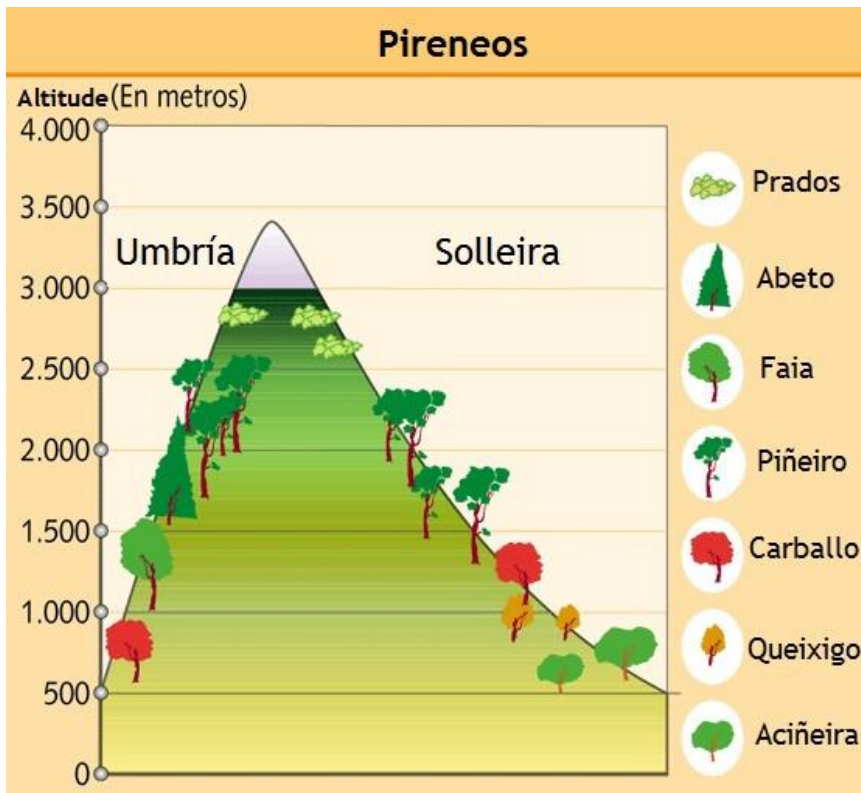 Pireneos
Altitude (En metros)
4.000
3.500
3.000
2.500
2.000
1.500
1.000
500
0
Umbría
Solleira
Prados
Abeto
Faia
Piñeiro
Carballo
Queixigo
Aciñeira